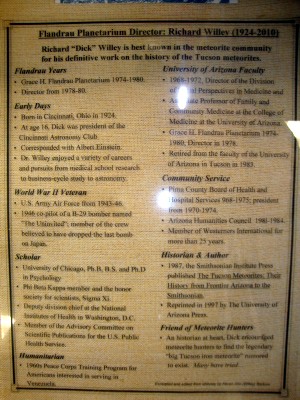 Flandrau Planetarium Director: Richard Willey (1924-2010)
Richard "Dick" Willey is best known in the meteorite community
for his definitive work on the history of the Tucson meteorites.
Flandrau Years
Grace H. Flandrau Planetarium 1974-1980.
Director from 1978-80.
Early Days
Born in Cincinnati, Ohio in 1924.
At age 16, Dick was president of the
Cincinnati Astronomy Club
Corresponded with Albert Einstein.
Dr. Willey enjoyed a variety of careers
and pursuits from medical school research
to business-cycle study to astronomy.
World War II Veteran
U.S. Army Air Force from 1943-46.
1946 co-pilot of a B-29 bomber named
"The Uninvited"; member of the crew
believed to have dropped the last bomb
on Japan.
Scholar
University of Chicago, Ph.B, B.S. and Ph.D
in Psychology
Phi Beta Kappa member and the honor
society for scientists, Sigma Xi.
Deputy division chief at the National
Institutes of Health in Washington, D.C.
Member of the Advisory Committee on
Scientific Publications for the U.S. Public
Health Service.
Humanitarian
1960s Peace Corps Training Program for
Americans interested in serving in
Venezuela.
University of Arizona Faculty
1968-1972, Director of the Division
of Perspectives in Medicine and
Professor of Family and
Community Medicine in the College of
Medicine at the University of Arizona.
Grace H. Flandrau Planetarium 1974-
1980; Director in 1978.
Retired from the faculty of the University
of Arizona in Tucson in 1983.
Community Service
Pima County Board of Health and
Hospital Services 968-1975; president
from 1970-1974.
Arizona Humanities Council 1980-1984.
Member of Westerners International for
more than 25 years.
Historian & Author
1987, the Smithsonian Institute Press
published The Tucson Meteorites: Their
History from Frontier Arizona to the
Smithsonian.
Reprinted in 1997 by The University of
Arizona Press.
Friend of Meteorite Hunters
An historian at heart, Dick encouraged
meteorite hunters to find the legendary
"big Tucson iron meteorite" rumored
to exist. Many have tried.